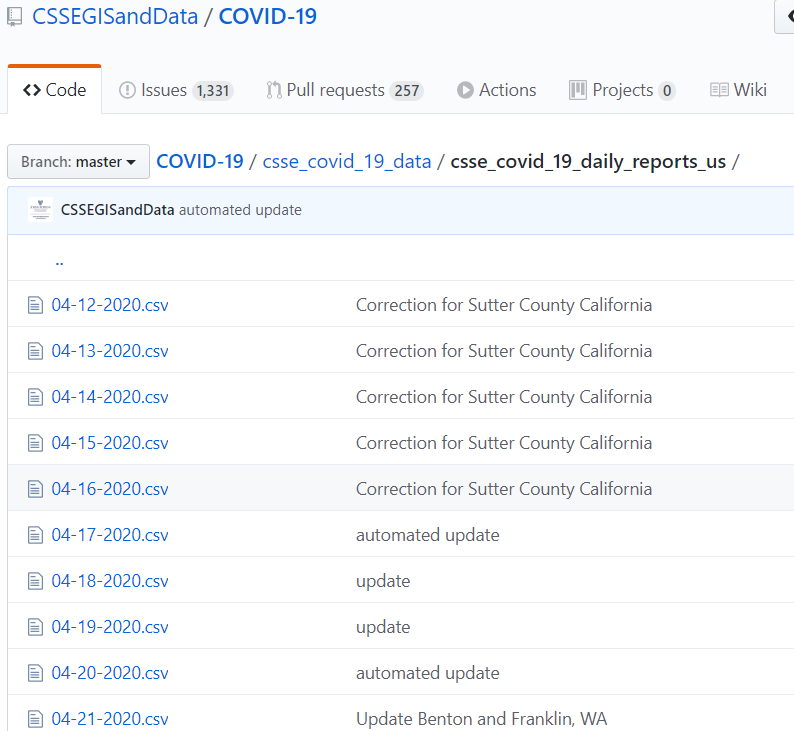 CSSEGISandData / COVID-19
Code Issues 1,331 Pull requests 257 Actions Projects 0 Wiki
Branch: master COVID-19 / csse_covid_19_data / csse_covid_19_daily_reports_us /
CSSEGISandData automated update
..
04-12-2020.csv Correction for Sutter County California
04-13-2020.csv Correction for Sutter County California
04-14-2020.csv Correction for Sutter County California
04-15-2020.csv Correction for Sutter County California
04-16-2020.csv Correction for Sutter County California
04-17-2020.csv automated update
04-18-2020.csv update
04-19-2020.csv update
04-20-2020.csv automated update
04-21-2020.csv Update Benton and Franklin, WA